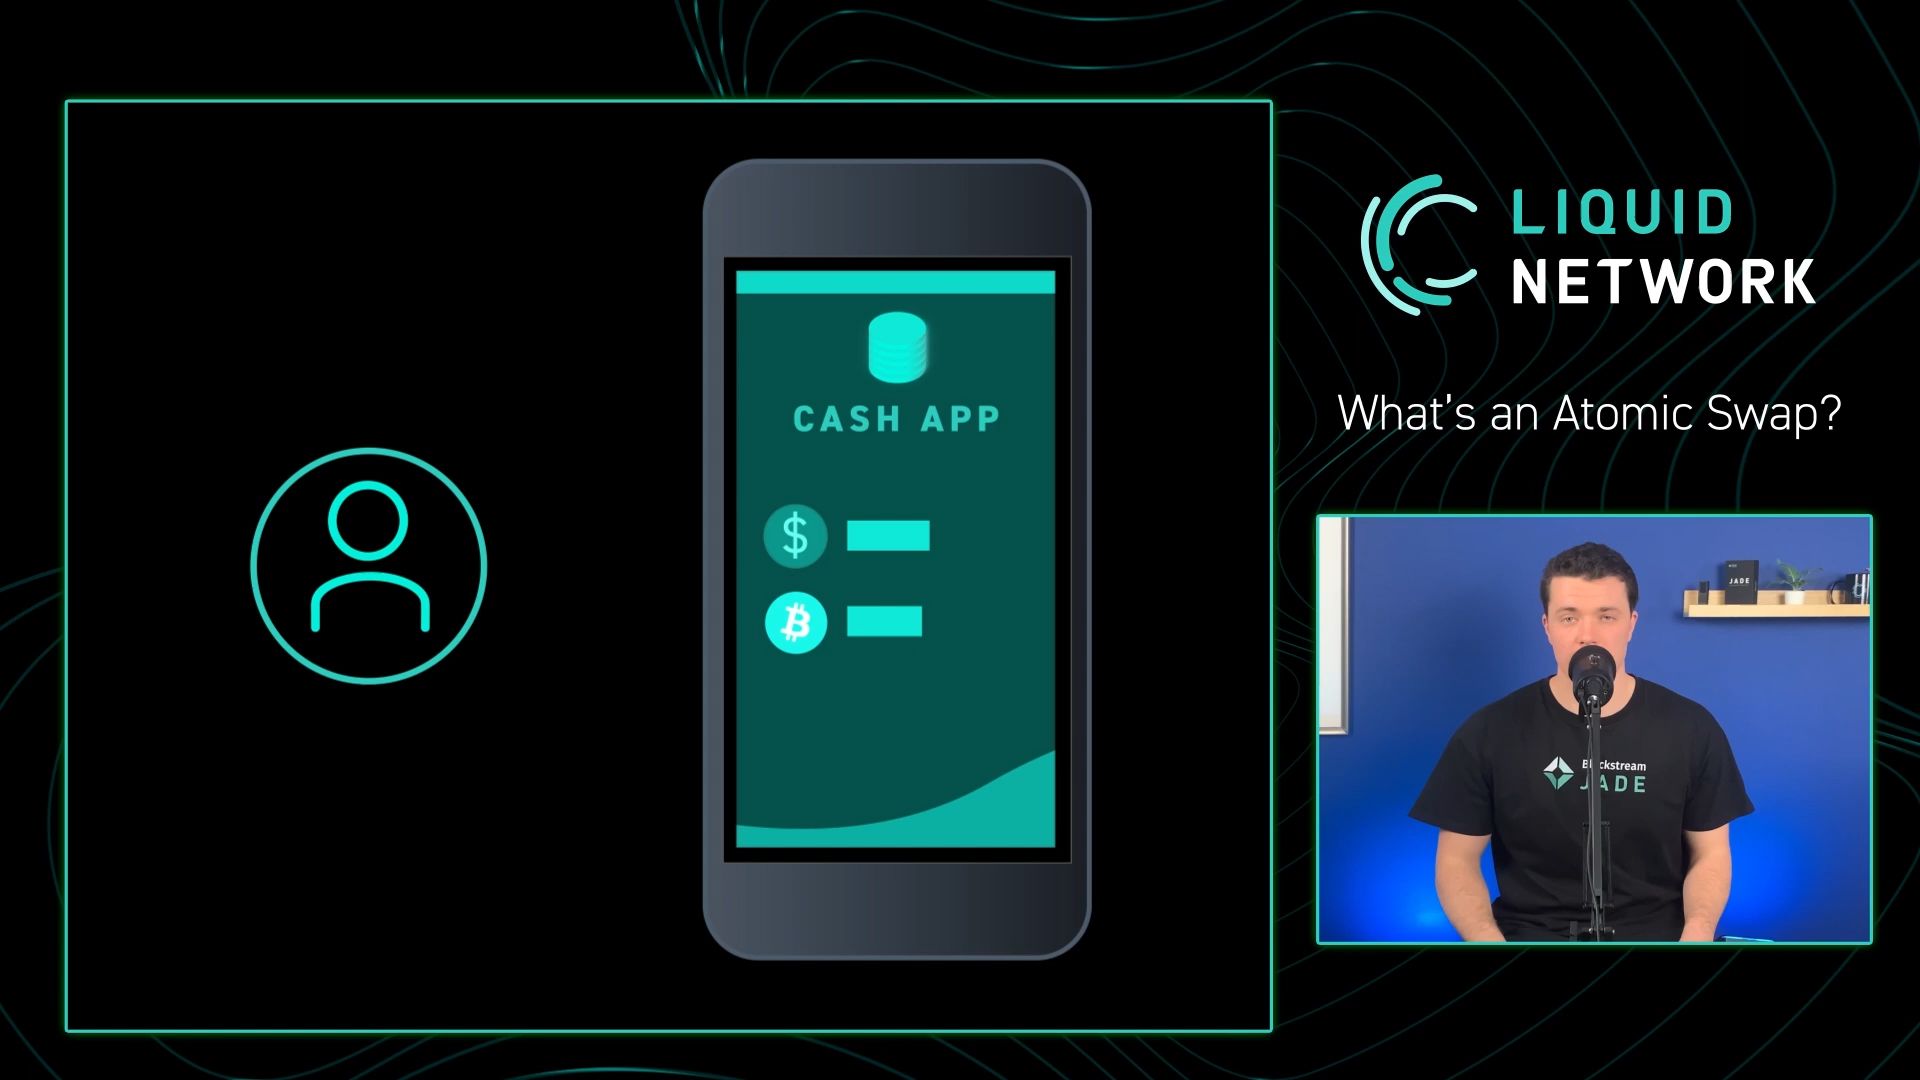 CASH APP
$
LIQUID
NETWORK
What's an Atomic Swap?
JADE
Blockstream
JADE